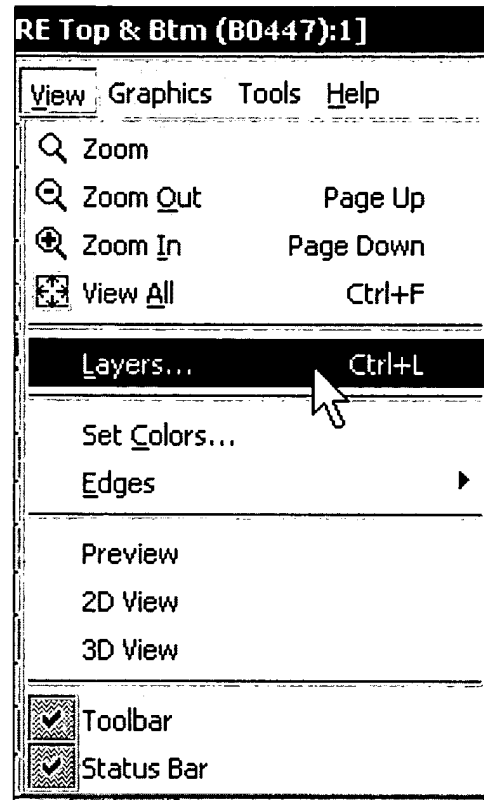 RE Top & Btm (B0447):1]
View Graphics Tools Help
Zoom
Zoom Out Page Up
Zoom In Page Down
View All Ctrl+F
Layers... Ctrl+L
Set Colors...
Edges
Preview
2D View
3D View
Toolbar
Status Bar